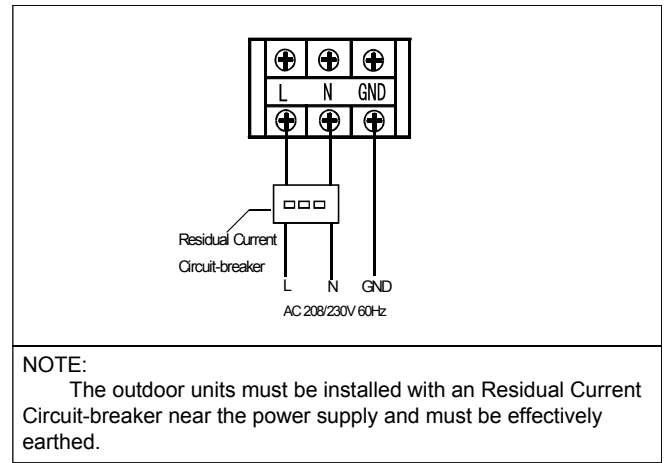 L N GND
Residual Current
Circuit-breaker
L N GND
AC 208/230V 60Hz
NOTE:
The outdoor units must be installed with an Residual Current
Circuit-breaker near the power supply and must be effectively
earthed.